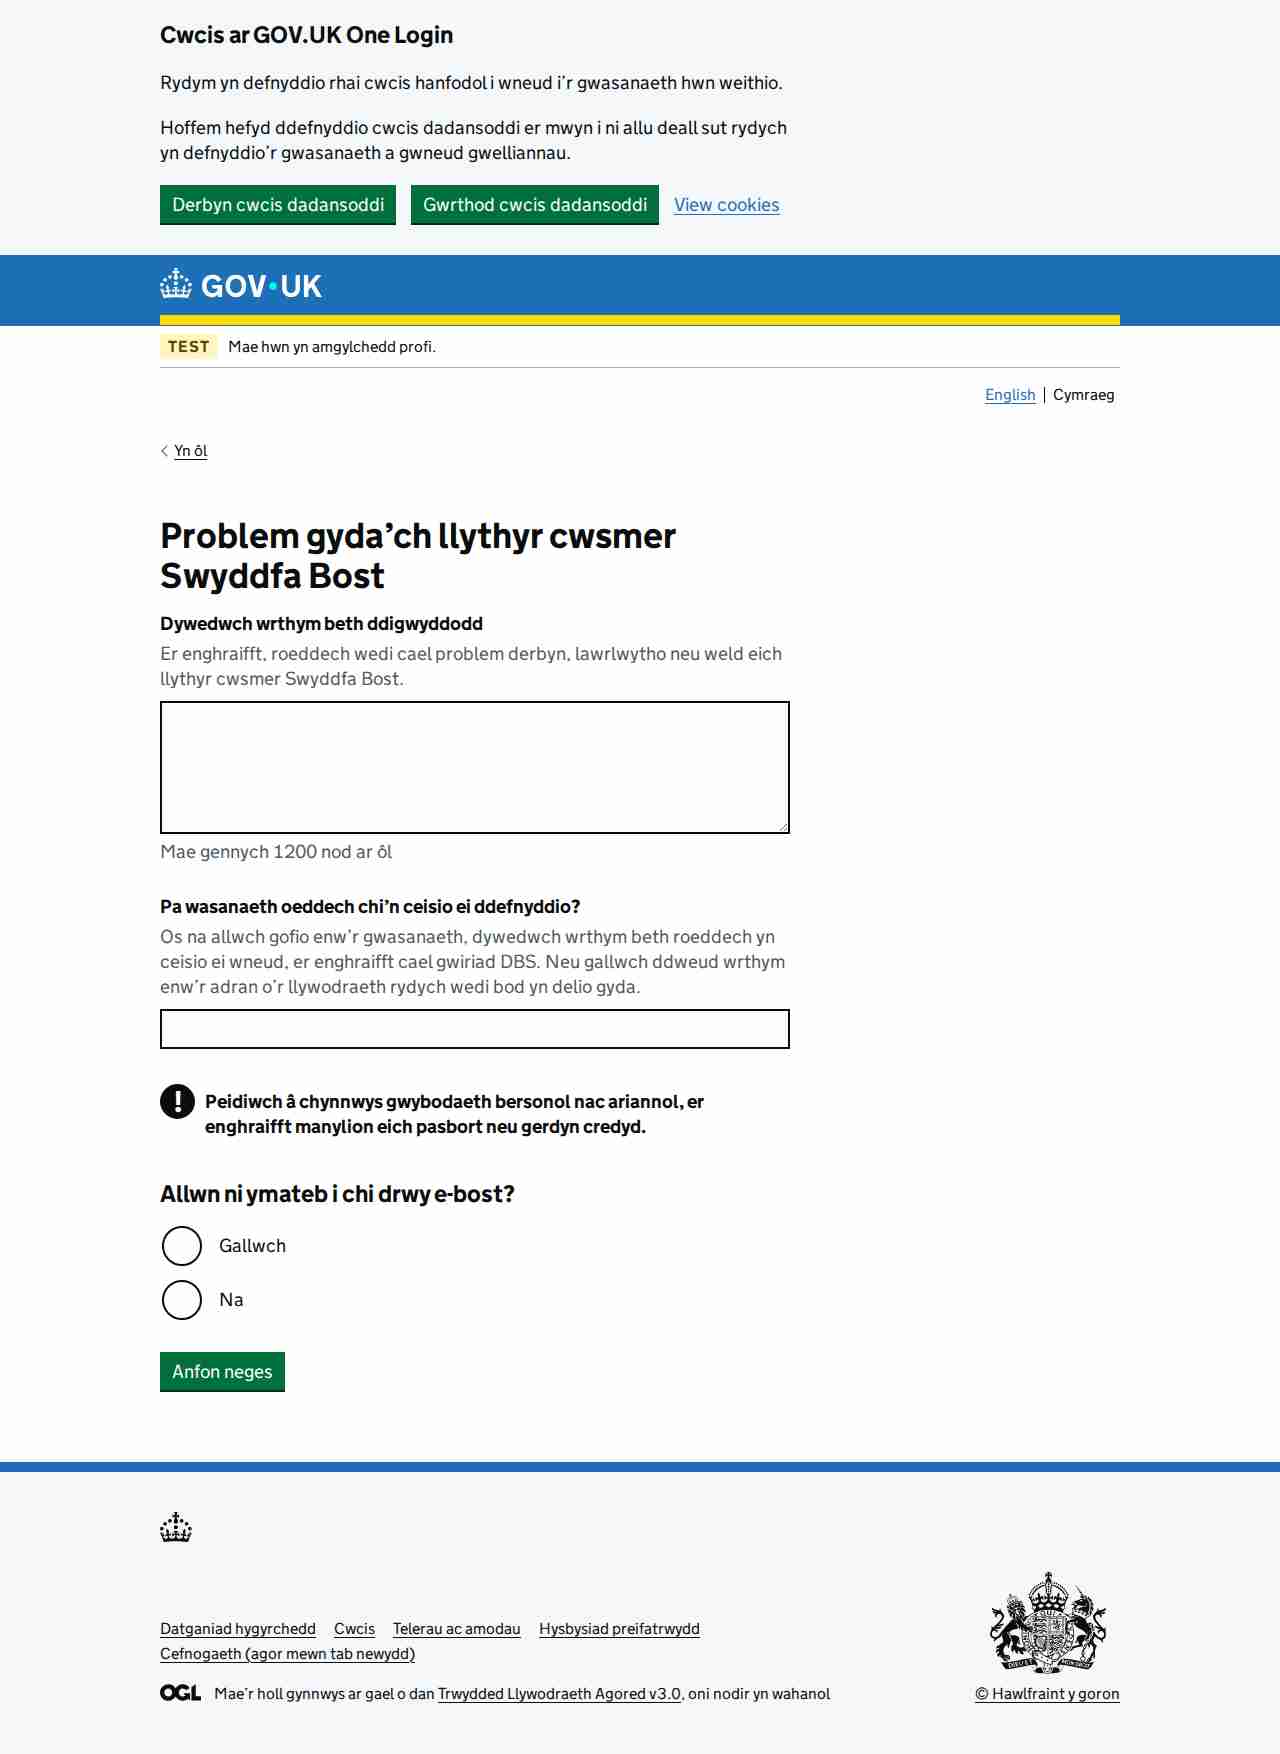 Cwcis ar GOV.UK One Login
Rydym yn defnyddio rhai cwcis hanfodol i wneud i’r gwasanaeth hwn weithio.
Hoffem hefyd ddefnyddio cwcis dadansoddi er mwyn i ni allu deall sut rydych
yn defnyddio’r gwasanaeth a gwneud gwelliannau.
Derbyn cwcis dadansoddi Gwrthod cwcis dadansoddi View cookies
GOV·UK
TEST Mae hwn yn amgylchedd profi.
English Cymraeg
Yn ôl
Problem gyda’ch llythyr cwsmer
Swyddfa Bost
Dywedwch wrthym beth ddigwyddodd
Er enghraifft, roeddech wedi cael problem derbyn, lawrlwytho neu weld eich
llythyr cwsmer Swyddfa Bost.
Mae gennych 1200 nod ar ôl
Pa wasanaeth oeddech chi’n ceisio ei ddefnyddio?
Os na allwch gofio enw’r gwasanaeth, dywedwch wrthym beth roeddech yn
ceisio ei wneud, er enghraifft cael gwiriad DBS. Neu gallwch ddweud wrthym
enw’r adran o’r llywodraeth rydych wedi bod yn delio gyda.
! Peidiwch â chynnwys gwybodaeth bersonol nac ariannol, er
enghraifft manylion eich pasbort neu gerdyn credyd.
Allwn ni ymateb i chi drwy e-bost?
Gallwch
Na
Anfon neges
Datganiad hygyrchedd Cwcis Telerau ac amodau Hysbysiad preifatrwydd
Cefnogaeth (agor mewn tab newydd)
OGL Mae’r holl gynnwys ar gael o dan Trwydded Llywodraeth Agored v3.0, oni nodir yn wahanol
© Hawlfraint y goron